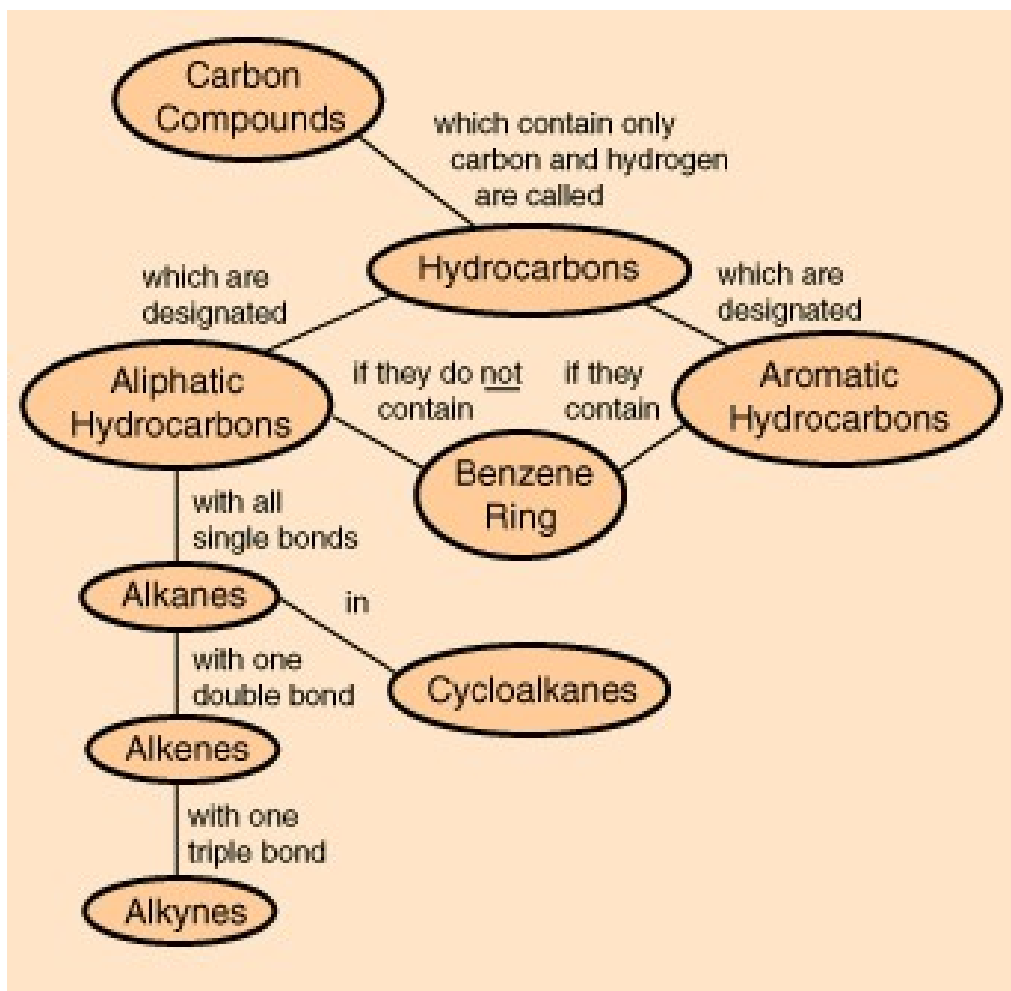 Carbon
Compounds
which contain only
carbon and hydrogen
are called
Hydrocarbons
which are
designated
which are
designated
Aliphatic
Hydrocarbons
if they do not
contain
if they
contain
Aromatic
Hydrocarbons
Benzene
Ring
with all
single bonds
Alkanes
in
with one
double bond
Cycloalkanes
Alkenes
with one
triple bond
Alkynes